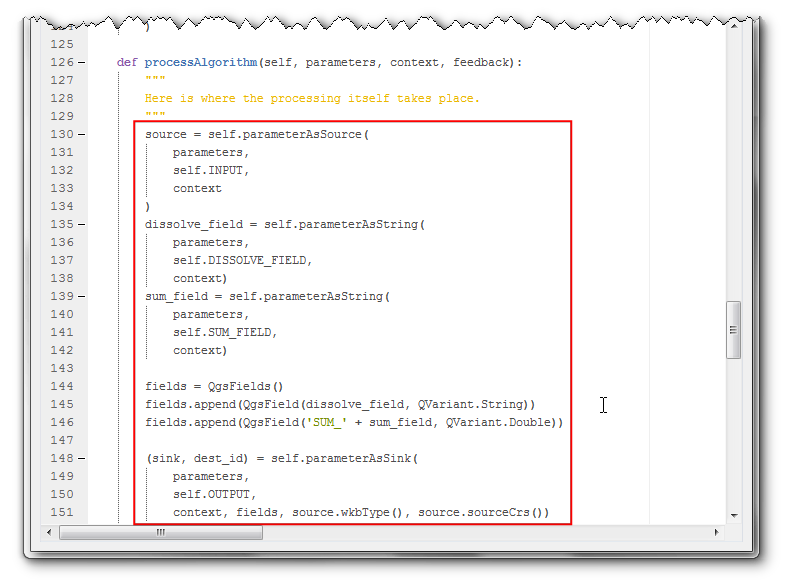 )
125
126 def processAlgorithm(self, parameters, context, feedback):
127 """
128 Here is where the processing itself takes place.
129 """
130 source = self.parameterAsSource(
131 parameters,
132 self.INPUT,
133 context
134 )
135 dissolve_field = self.parameterAsString(
136 parameters,
137 self.DISSOLVE_FIELD,
138 context)
139 sum_field = self.parameterAsString(
140 parameters,
141 self.SUM_FIELD,
142 context)
143
144 fields = QgsFields()
145 fields.append(QgsField(dissolve_field, QVariant.String))
146 fields.append(QgsField('SUM_' + sum_field, QVariant.Double))
147
148 (sink, dest_id) = self.parameterAsSink(
149 parameters,
150 self.OUTPUT,
151 context, fields, source.wkbType(), source.sourceCrs())